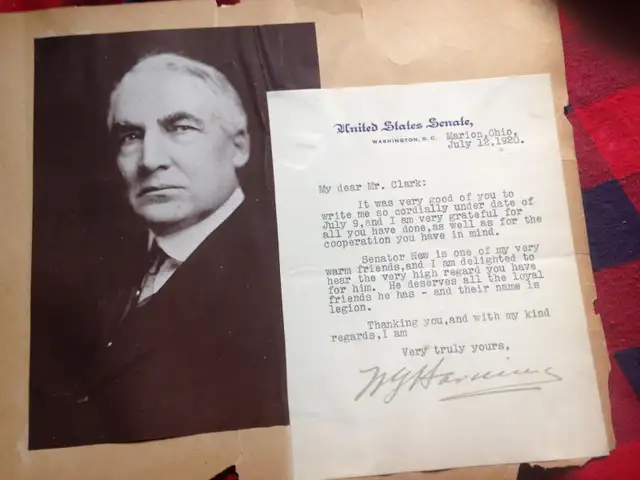 United States Senate,
WASHINGTON, D.C.
Marion, Ohio,
July 12, 1920.
My dear Mr. Clark:
It was very good of you to
write me so cordially under date of
July 9, and I am very grateful for
all you have done, as well as for the
cooperation you have in mind.
Senator New is one of my very
warm friends, and I am delighted to
hear the very high regard you have
for him. He deserves all the loyal
friends he has - and their name is
legion.
Thanking you, and with my kind
regards, I am
Very truly yours,
WG Harding